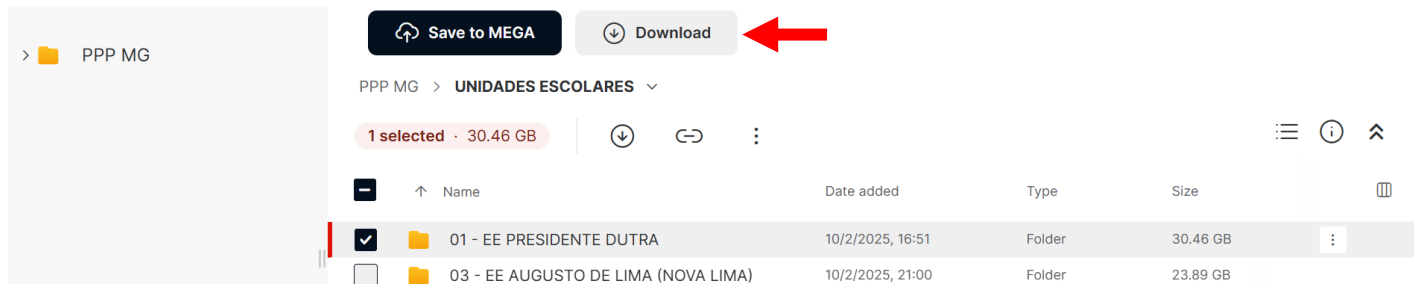 Save to MEGA Download
PPP MG
PPP MG > UNIDADES ESCOLARES
1 selected · 30.46 GB
Name Date added Type Size
01 - EE PRESIDENTE DUTRA 10/2/2025, 16:51 Folder 30.46 GB
03 - EE AUGUSTO DE LIMA (NOVA LIMA) 10/2/2025, 21:00 Folder 23.89 GB